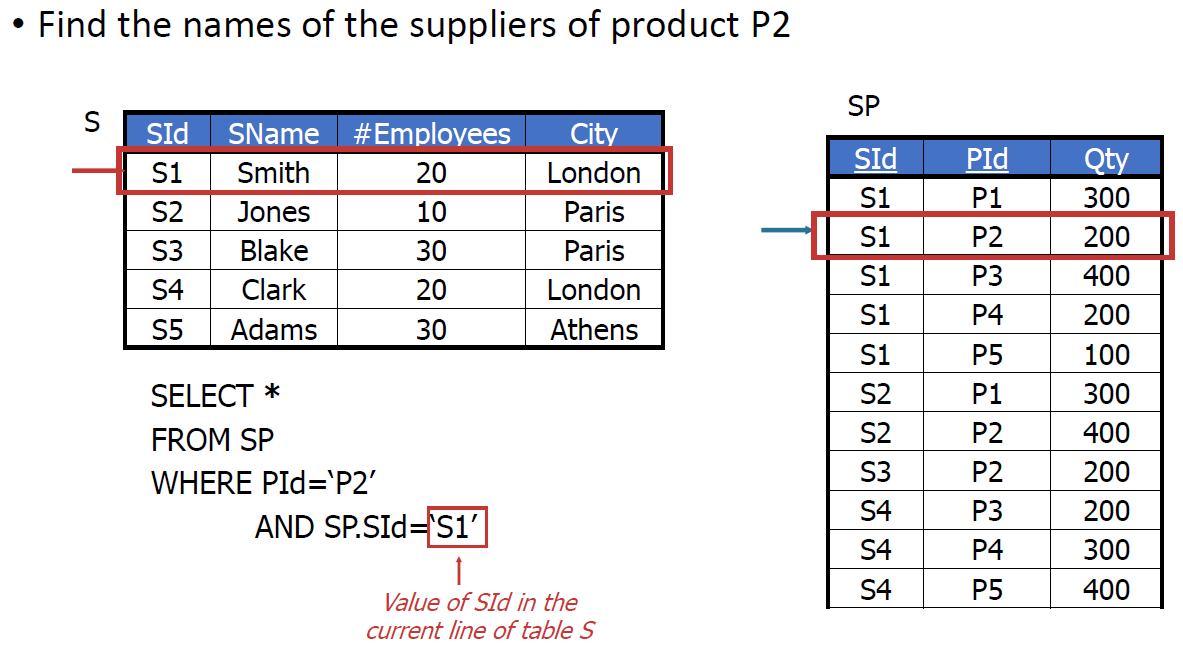 • Find the names of the suppliers of product P2
S
SId SName #Employees City
S1 Smith 20 London
S2 Jones 10 Paris
S3 Blake 30 Paris
S4 Clark 20 London
S5 Adams 30 Athens
SELECT *
FROM SP
WHERE PId=‘P2’
AND SP.SId=‘S1’
Value of SId in the
current line of table S
SP
SId PId Qty
S1 P1 300
S1 P2 200
S1 P3 400
S1 P4 200
S1 P5 100
S2 P1 300
S2 P2 400
S3 P2 200
S4 P3 200
S4 P4 300
S4 P5 400